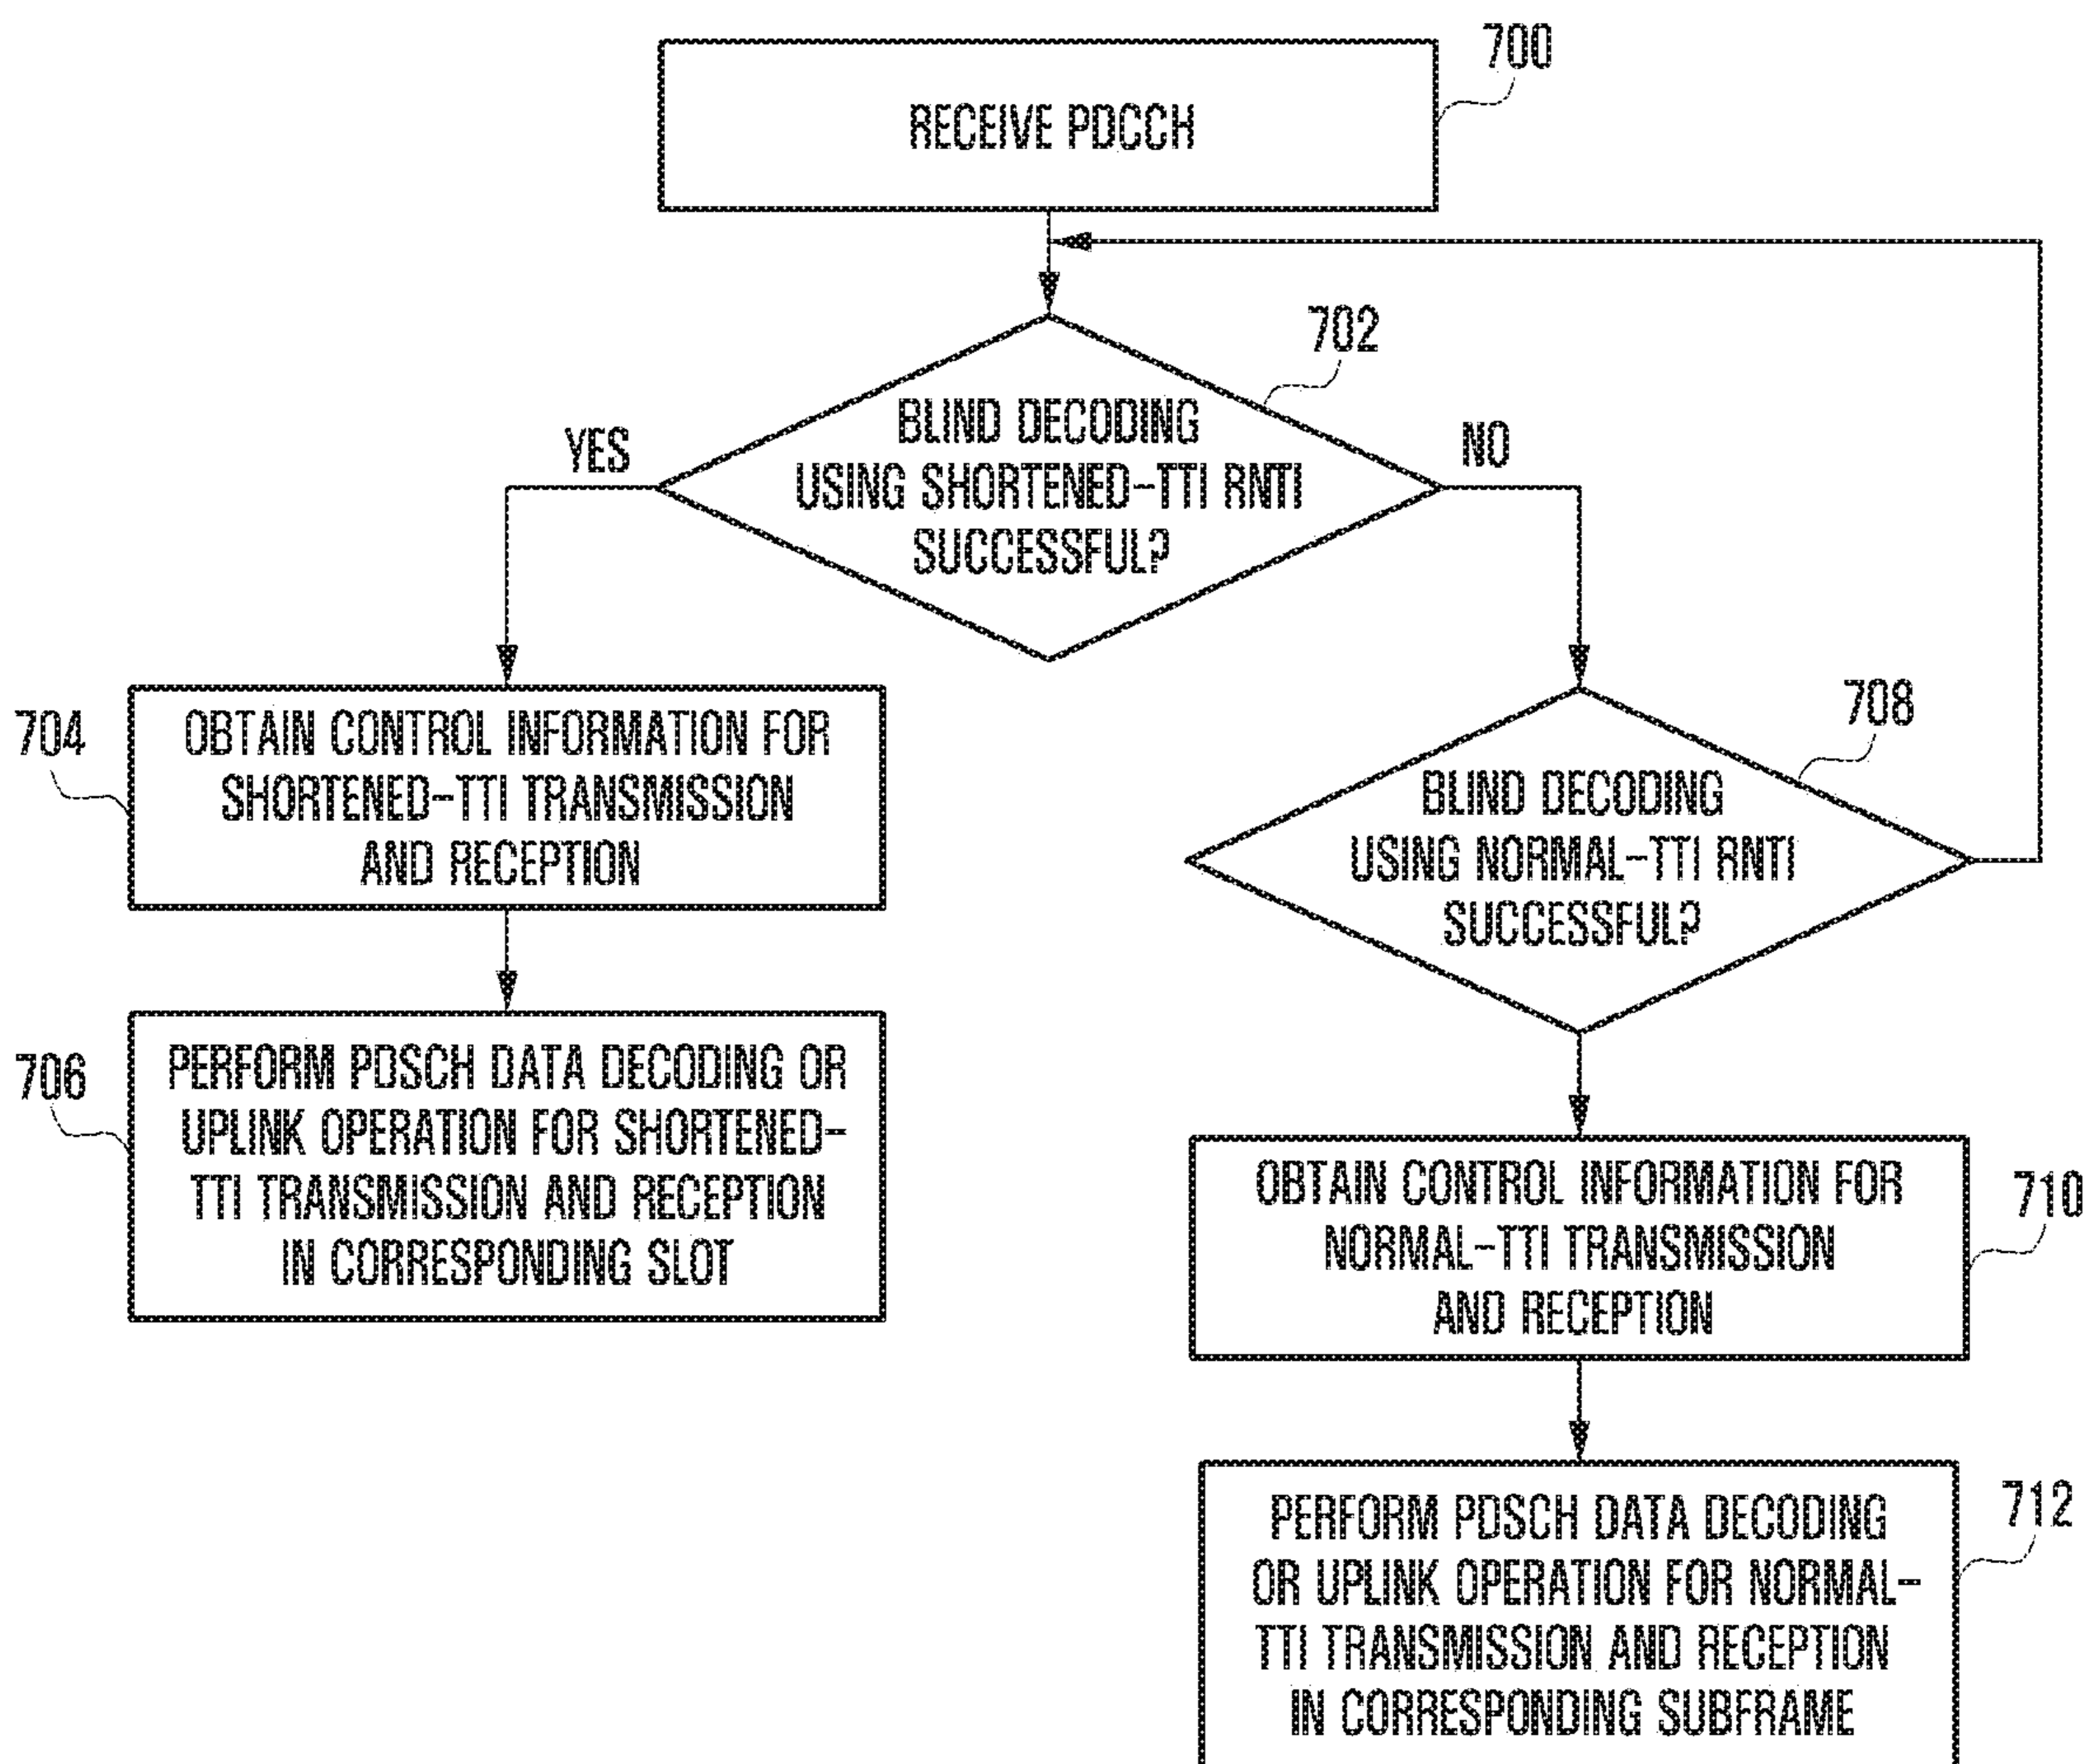 700
RECEIVE PDCCH
702
BLIND DECODING
USING SHORTENED-TTI RNTI
SUCCESSFUL?
YES
NO
704
OBTAIN CONTROL INFORMATION FOR
SHORTENED-TTI TRANSMISSION
AND RECEPTION
708
BLIND DECODING
USING NORMAL-TTI RNTI
SUCCESSFUL?
706
PERFORM PDSCH DATA DECODING OR
UPLINK OPERATION FOR SHORTENED-
TTI TRANSMISSION AND RECEPTION
IN CORRESPONDING SLOT
710
OBTAIN CONTROL INFORMATION FOR
NORMAL-TTI TRANSMISSION
AND RECEPTION
712
PERFORM PDSCH DATA DECODING
OR UPLINK OPERATION FOR NORMAL-
TTI TRANSMISSION AND RECEPTION
IN CORRESPONDING SUBFRAME